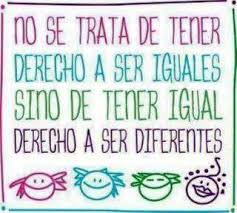 NO SE TRATA DE TENER
DERECHO A SER IGUALES
SINO DE TENER IGUAL
DERECHO A SER DIFERENTES